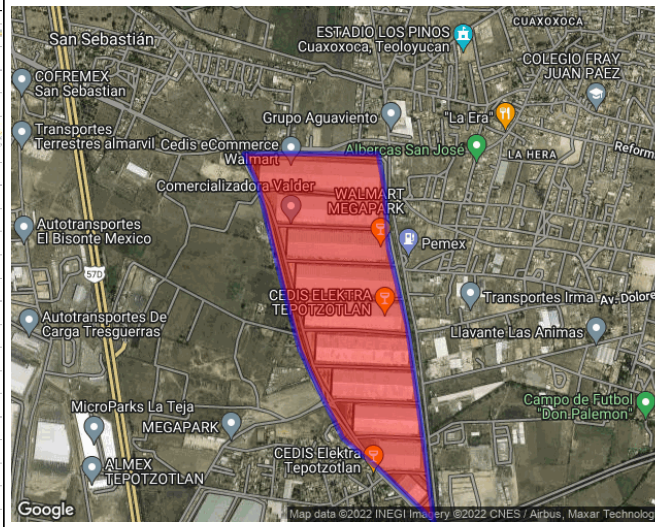 CUAXOXOCA
San Sebastián
ESTADIO LOS PINOS
Cuaxoxoca, Teoloyucan
COLEGIO FRAY
JUAN PAEZ
COFREMEX
San Sebastian
Grupo Aguaviento
"La Era"
Transportes
Terrestres almarvil
Cedis eCommerce
Walmart
Albercas San José
LA HERA
Reform
Comercializadora Valder
WALMART
MEGAPARK
Autotransportes
El Bisonte Mexico
Pemex
57D
CEDIS ELEKTRA
TEPOTZOTLAN
Transportes Irma
Av-Dolore
Autotransportes De
Carga Tresguerras
Llavante Las Animas
MicroParks La Teja
MEGAPARK
Campo de Futbol
"Don Palemon"
ALMEX
TEPOTZOTLAN
CEDIS Elektra
Tepotzotlan
Google
Map data ©2022 INEGI Imagery ©2022 CNES / Airbus, Maxar Technolog